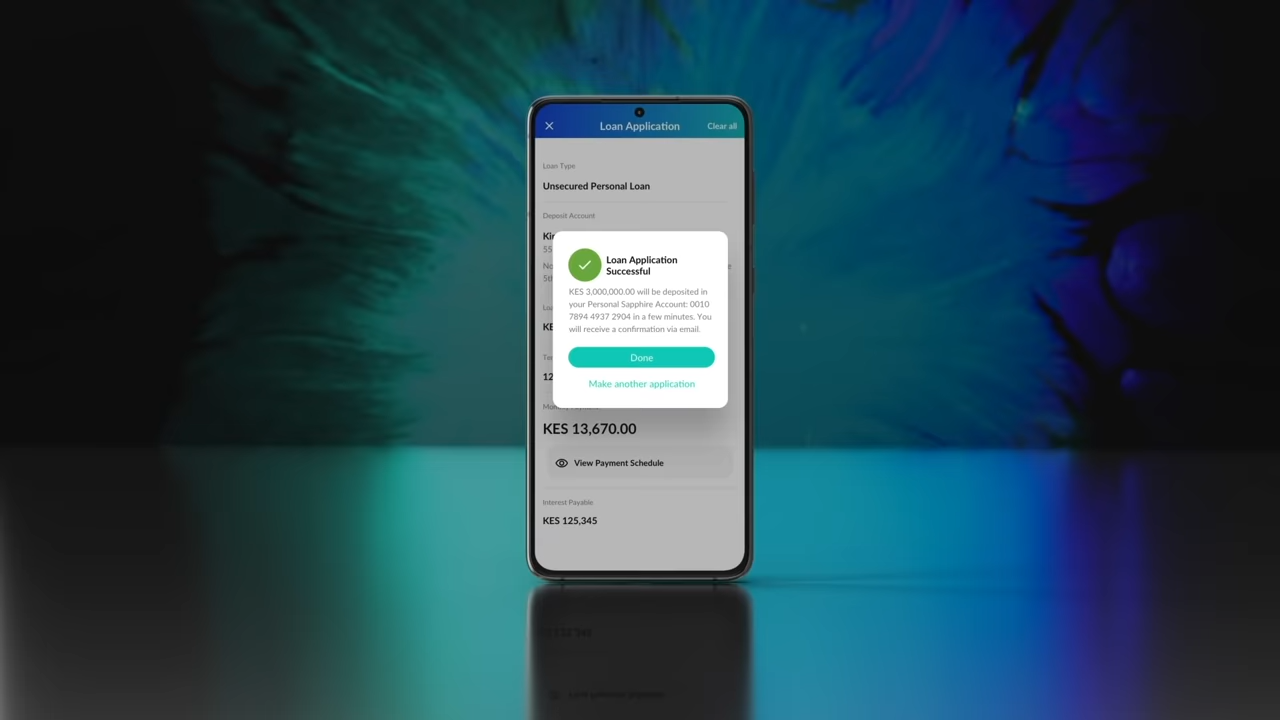 Loan Application
Clear all
Loan Type
Unsecured Personal Loan
Deposit Account
Loan Application
Successful
KES 3,000,000.00 will be deposited in
your Personal Sapphire Account: 0010
7894 4937 2904 in a few minutes. You
will receive a confirmation via email.
Done
Make another application
KES 13,670.00
View Payment Schedule
Interest Payable
KES 125,345